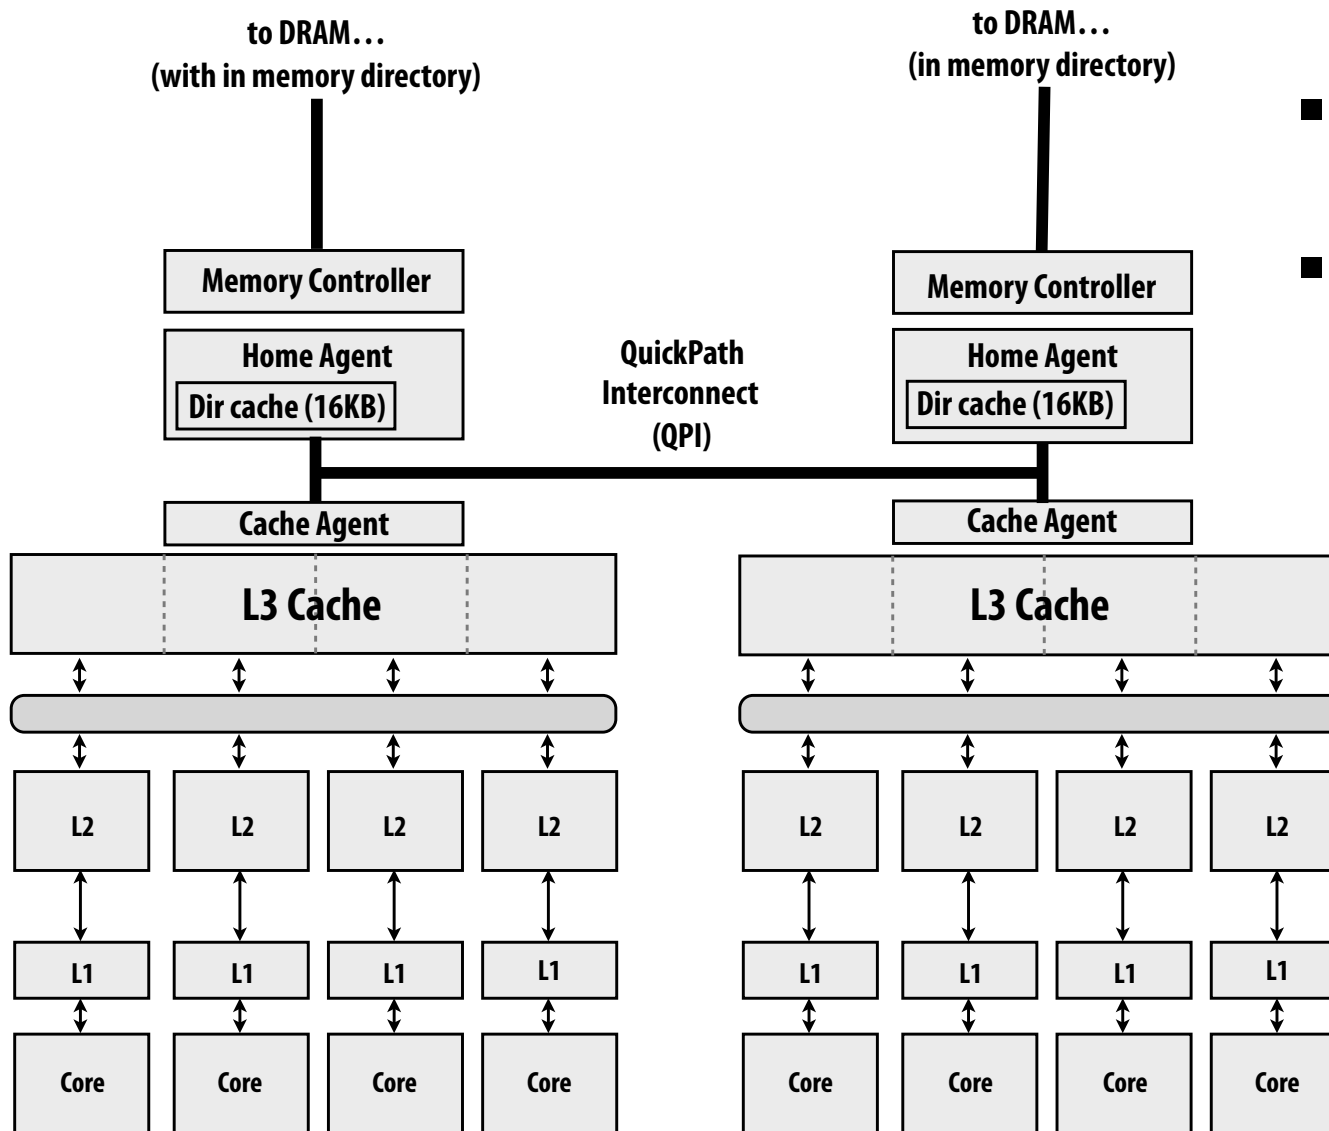 to DRAM…
(with in memory directory)
to DRAM…
(in memory directory)
Memory Controller
Memory Controller
Home Agent
Dir cache (16KB)
QuickPath
Interconnect
(QPI)
Home Agent
Dir cache (16KB)
Cache Agent
Cache Agent
L3 Cache
L3 Cache
L2 L2 L2 L2
L2 L2 L2 L2
L1 L1 L1 L1
L1 L1 L1 L1
Core Core Core Core
Core Core Core Core